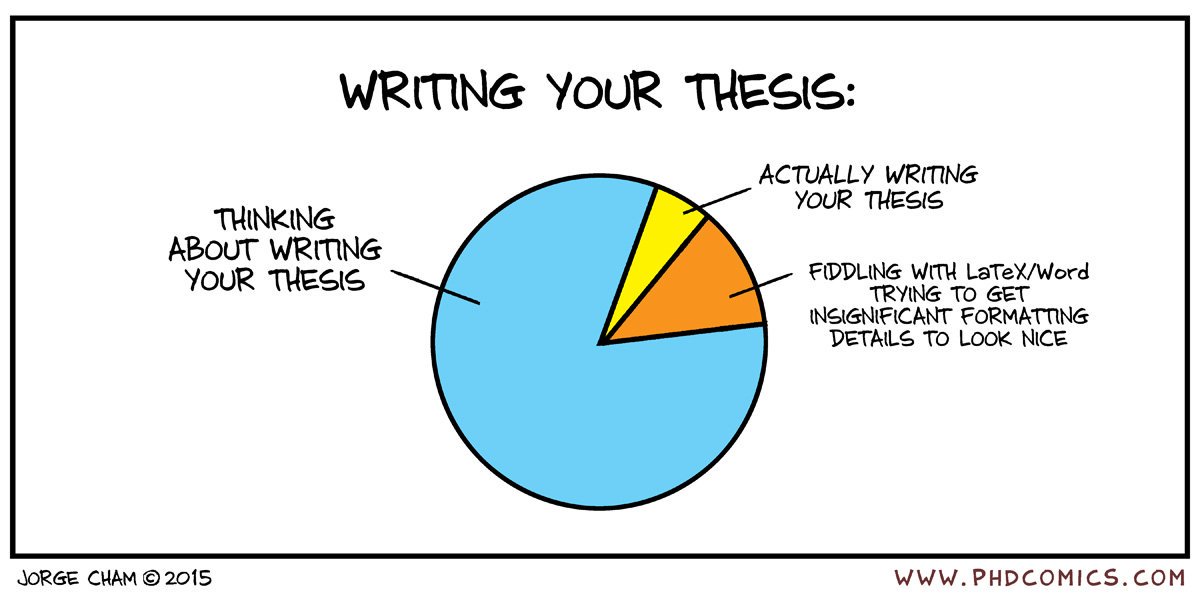 WRITING YOUR THESIS:
THINKING
ABOUT WRITING
YOUR THESIS
ACTUALLY WRITING
YOUR THESIS
FIDDLING WITH LaTeX/Word
TRYING TO GET
INSIGNIFICANT FORMATTING
DETAILS TO LOOK NICE
JORGE CHAM © 2015
WWW.PHDCOMICS.COM